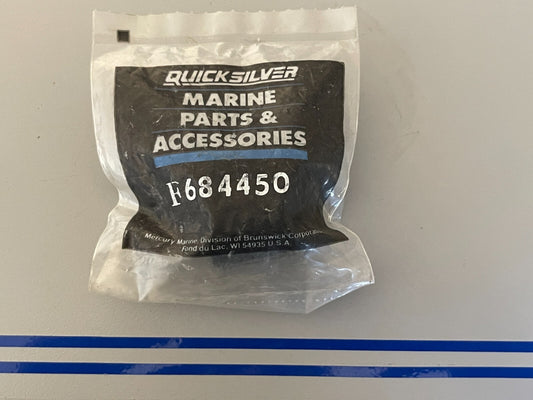 QUICKSILVER
MARINE
PARTS &
ACCESSORIES
F684450
Mercury Marine, Division of Brunswick Corporation
Fond du Lac, WI 54935 U.S.A.